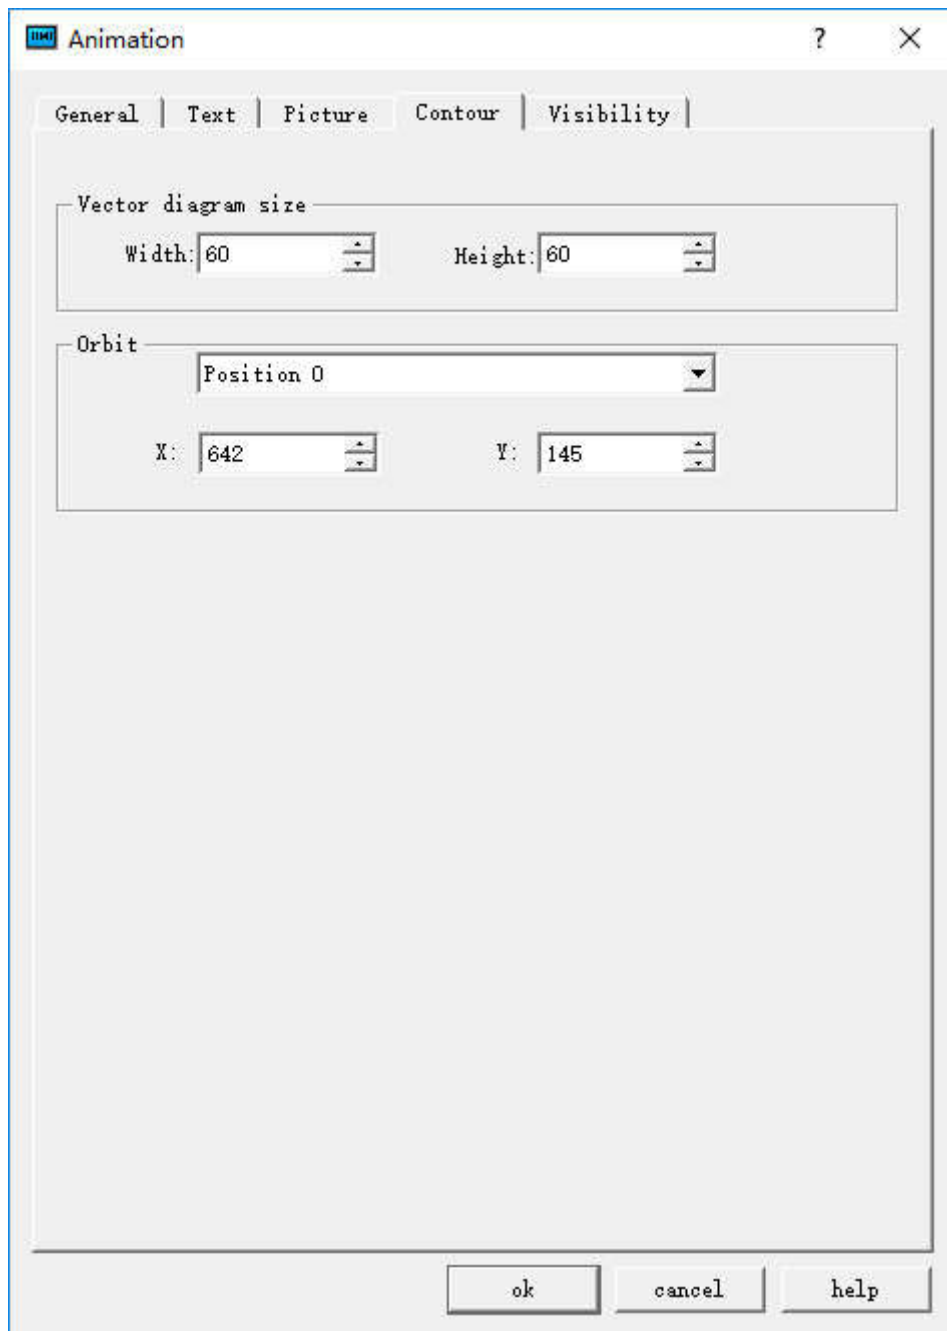 Animation
General Text Picture Contour Visibility
Vector diagram size
Width: 60 Height: 60
Orbit
Position 0
X: 642 Y: 145
ok cancel help